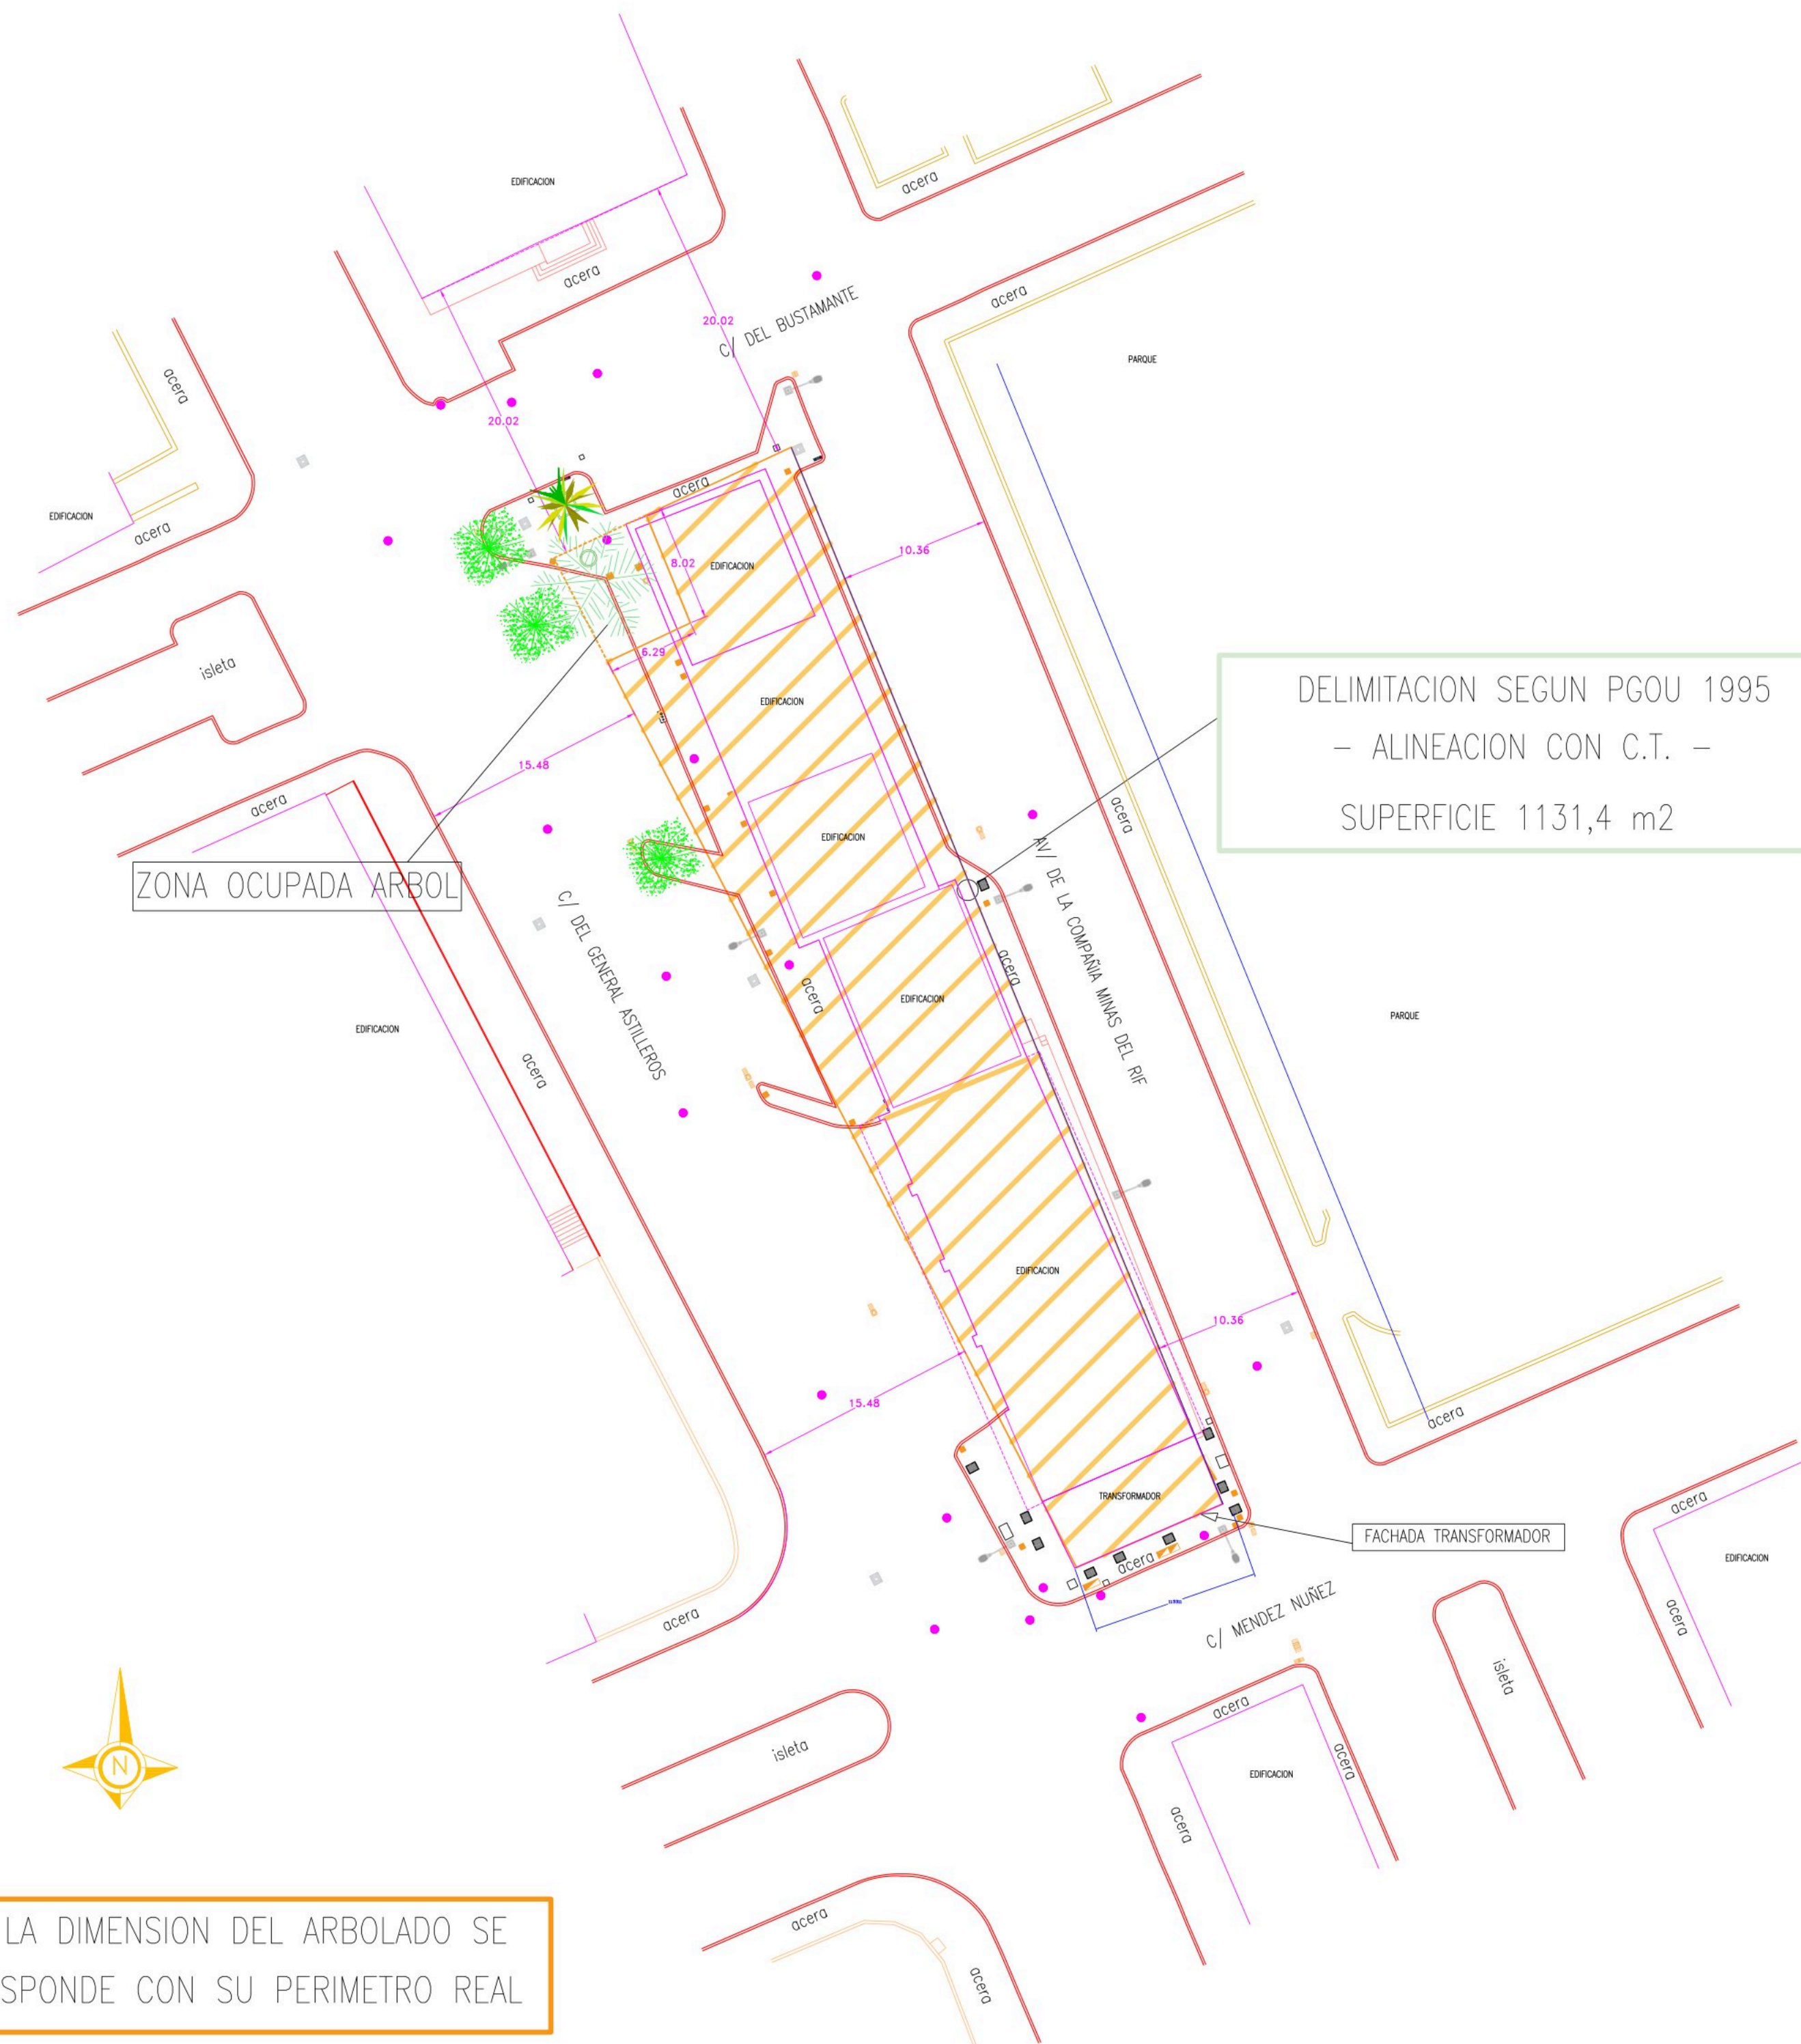 EDIFICACION
acera
acera
acera
C/ DEL BUSTAMANTE
20.02
20.02
acera
PARQUE
acera
EDIFICACION
acera
acera
10.36
8.02
EDIFICACION
6.29
isleta
EDIFICACION
DELIMITACION SEGUN PGOU 1995
- ALINEACION CON C.T. -
SUPERFICIE 1131,4 m2
15.48
acera
acera
EDIFICACION
ZONA OCUPADA ARBOL
C/ DEL GENERAL ASTILLEROS
AV/ DE LA COMPAÑIA MINAS DEL RIF
acera
acera
EDIFICACION
EDIFICACION
PARQUE
acera
EDIFICACION
10.36
15.48
acera
TRANSFORMADOR
acera
FACHADA TRANSFORMADOR
EDIFICACION
acera
acera
acera
C/ MENDEZ NUÑEZ
isleta
acera
isleta
acera
EDIFICACION
acera
N
acera
acera
LA DIMENSION DEL ARBOLADO SE
SPONDE CON SU PERIMETRO REAL